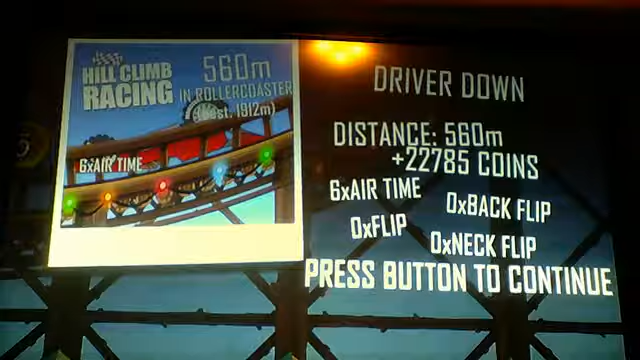 HILL CLIMB
RACING
560m
IN ROLLERCOASTER
(Best: 1912m)
6xAIR TIME
DRIVER DOWN
DISTANCE: 560m
+22785 COINS
6xAIR TIME
0xBACK FLIP
0xFLIP
0xNECK FLIP
PRESS BUTTON TO CONTINUE